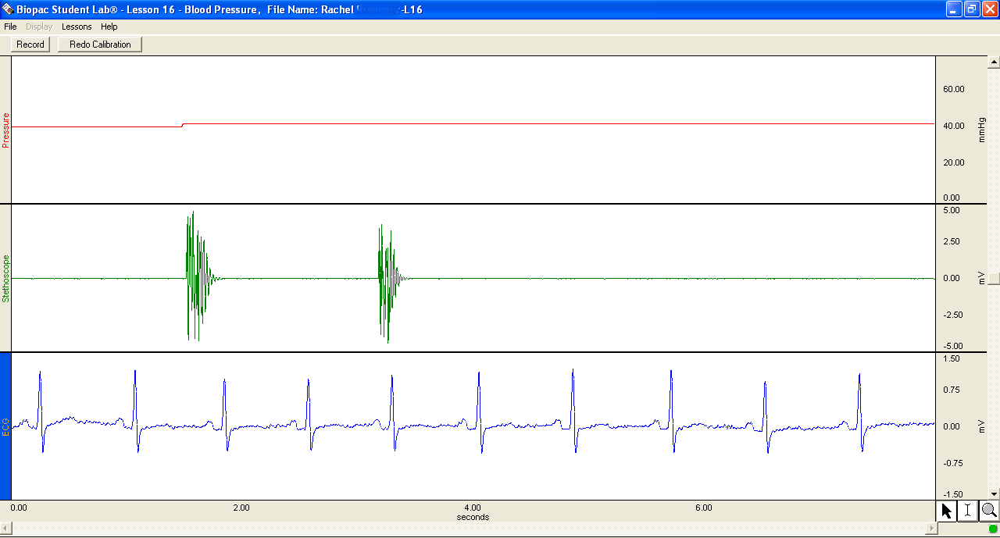 Biopac Student Lab® - Lesson 16 - Blood Pressure, File Name: Rachel -L16
File Display Lessons Help
Record Redo Calibration
Pressure
60.00
40.00
20.00
0.00
mmHg
Stethoscope
5.00
2.50
0.00
-2.50
-5.00
mV
ECG
1.50
0.75
0.00
-0.75
-1.50
mV
0.00 2.00 4.00 6.00
seconds